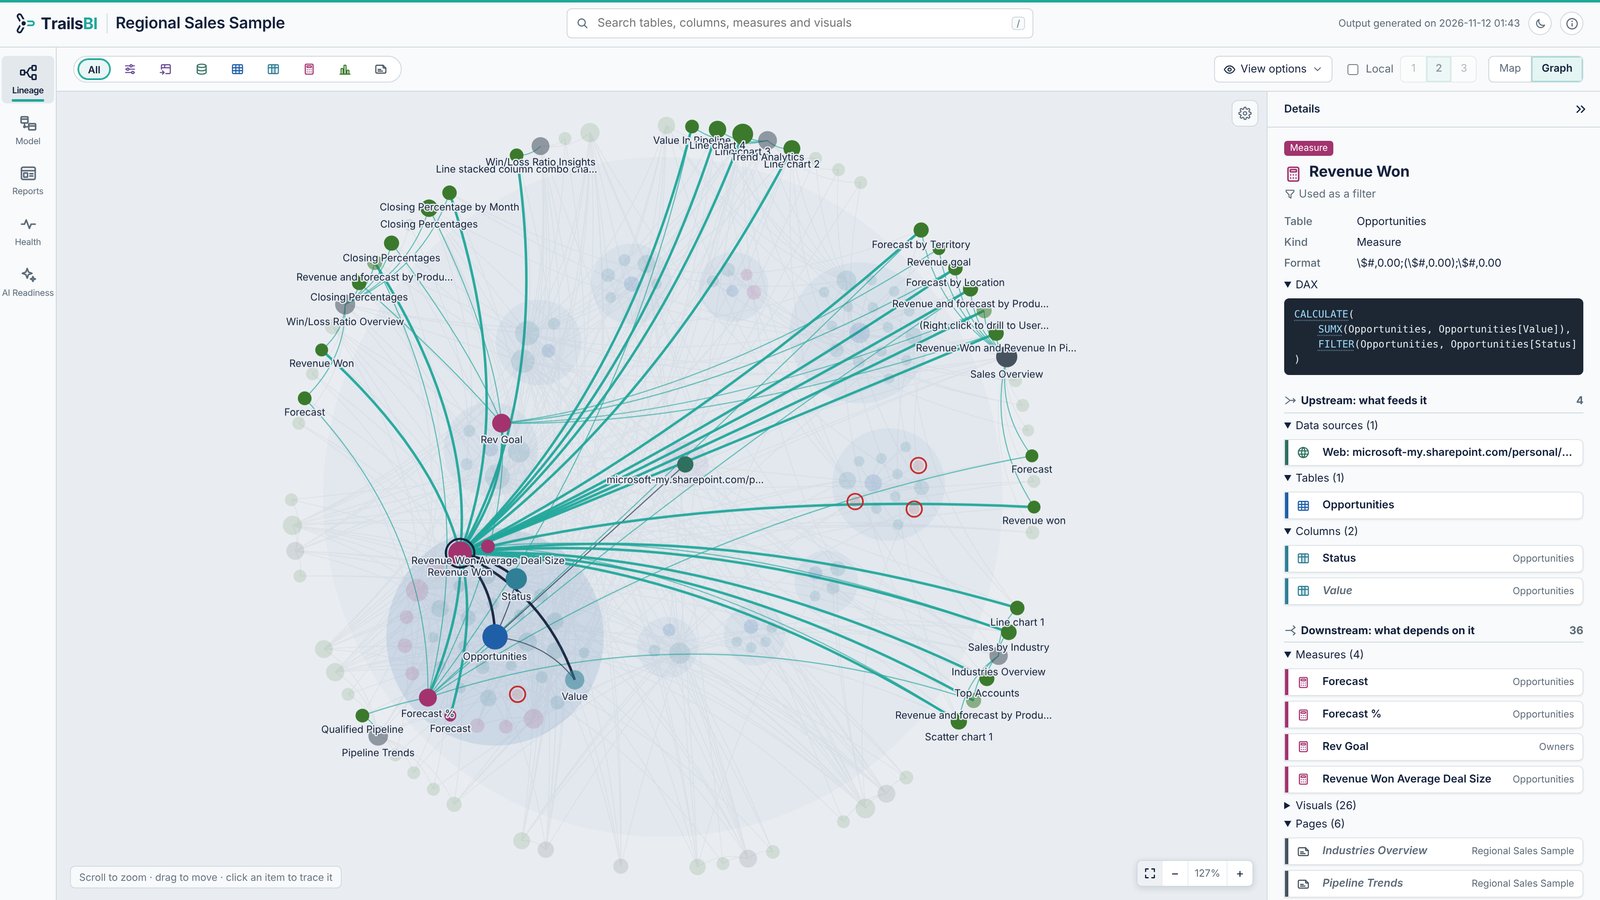 TrailsBI
Regional Sales Sample
Search tables, columns, measures and visuals
/
Output generated on 2026-11-12 01:43
Lineage
Model
Reports
Health
AI Readiness
All
View options
Local
1
2
3
Map
Graph
Value In Pipeline
Line chart 4
Line chart 3
Trend Analytics
Line chart 2
Win/Loss Ratio Insights
Line stacked column combo cha...
Closing Percentage by Month
Closing Percentages
Closing Percentages
Revenue and forecast by Produ...
Closing Percentages
Win/Loss Ratio Overview
Revenue Won
Forecast
Forecast by Territory
Revenue goal
Forecast by Location
Revenue and forecast by Produ...
(Right click to drill to User...
Revenue Won and Revenue In Pi...
Sales Overview
Rev Goal
microsoft-my.sharepoint.com/p...
Forecast
Revenue won
Revenue Won Average Deal Size
Revenue Won
Status
Opportunities
Value
Line chart 1
Sales by Industry
Industries Overview
Top Accounts
Revenue and forecast by Produ...
Scatter chart 1
Forecast %
Forecast
Qualified Pipeline
Pipeline Trends
Scroll to zoom · drag to move · click an item to trace it
−
127%
+
Details
Measure
Revenue Won
Used as a filter
Table Opportunities
Kind Measure
Format \$#,0.00;(\$#,0.00);\$#,0.00
DAX
CALCULATE(
SUMX(Opportunities, Opportunities[Value]),
FILTER(Opportunities, Opportunities[Status]
)
Upstream: what feeds it 4
Data sources (1)
Web: microsoft-my.sharepoint.com/personal/...
Tables (1)
Opportunities
Columns (2)
Status Opportunities
Value Opportunities
Downstream: what depends on it 36
Measures (4)
Forecast Opportunities
Forecast % Opportunities
Rev Goal Owners
Revenue Won Average Deal Size Opportunities
Visuals (26)
Pages (6)
Industries Overview Regional Sales Sample
Pipeline Trends Regional Sales Sample